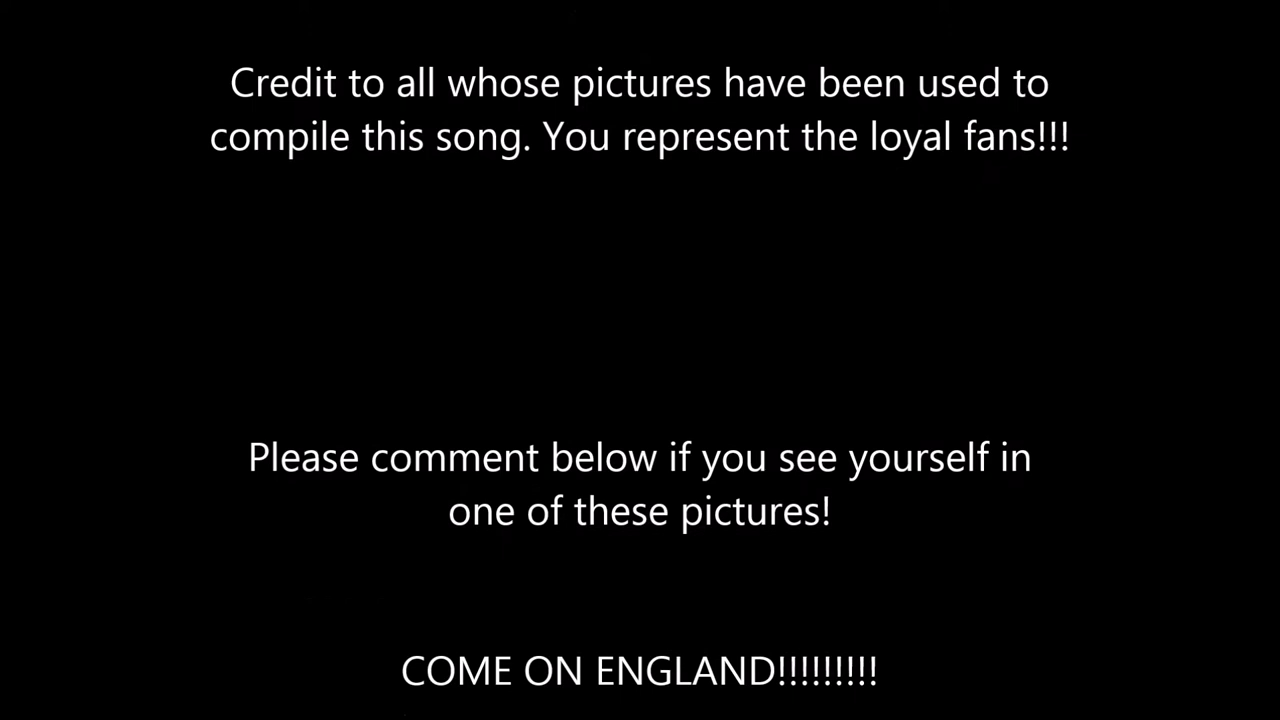 Credit to all whose pictures have been used to
compile this song. You represent the loyal fans!!!
Please comment below if you see yourself in
one of these pictures!
COME ON ENGLAND!!!!!!!!!